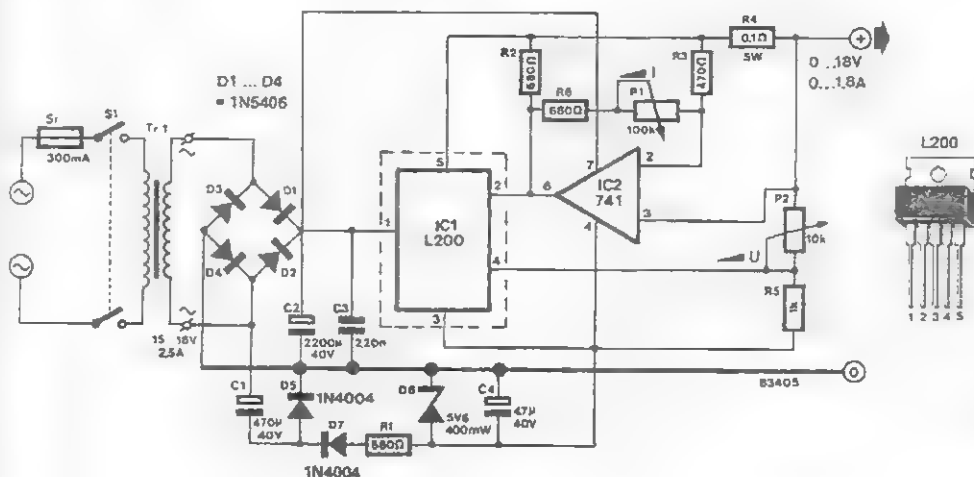 R4
0.1Ω
5W
0...18V
0...1,8A
R2
680Ω
R3
470Ω
D1 ... D4
= 1N5406
R6
680Ω
I
P1
100k
S1
300mA
Tr1
L200
5
7
2
2
6
IC2
741
3
4
D3
D1
D4
D2
1
IC1
L200
P2
10k
4
U
3
R5
1k
15
18V
2,5A
C2
2200µ
40V
C3
220n
1 2 3 4 5
83405
C1
470µ
40V
D5
1N4004
D6
5V6
400mW
C4
47µ
40V
D7
1N4004
R1
680Ω